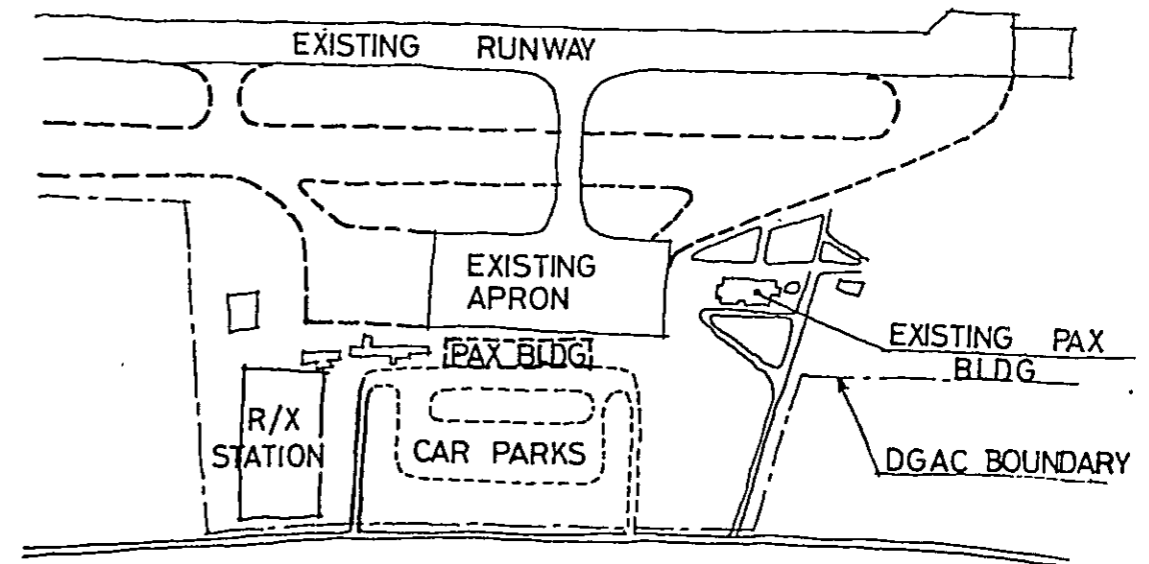 EXISTING RUNWAY
EXISTING
APRON
PAX BLDG
EXISTING PAX
BLDG
R/X
STATION
CAR PARKS
DGAC BOUNDARY